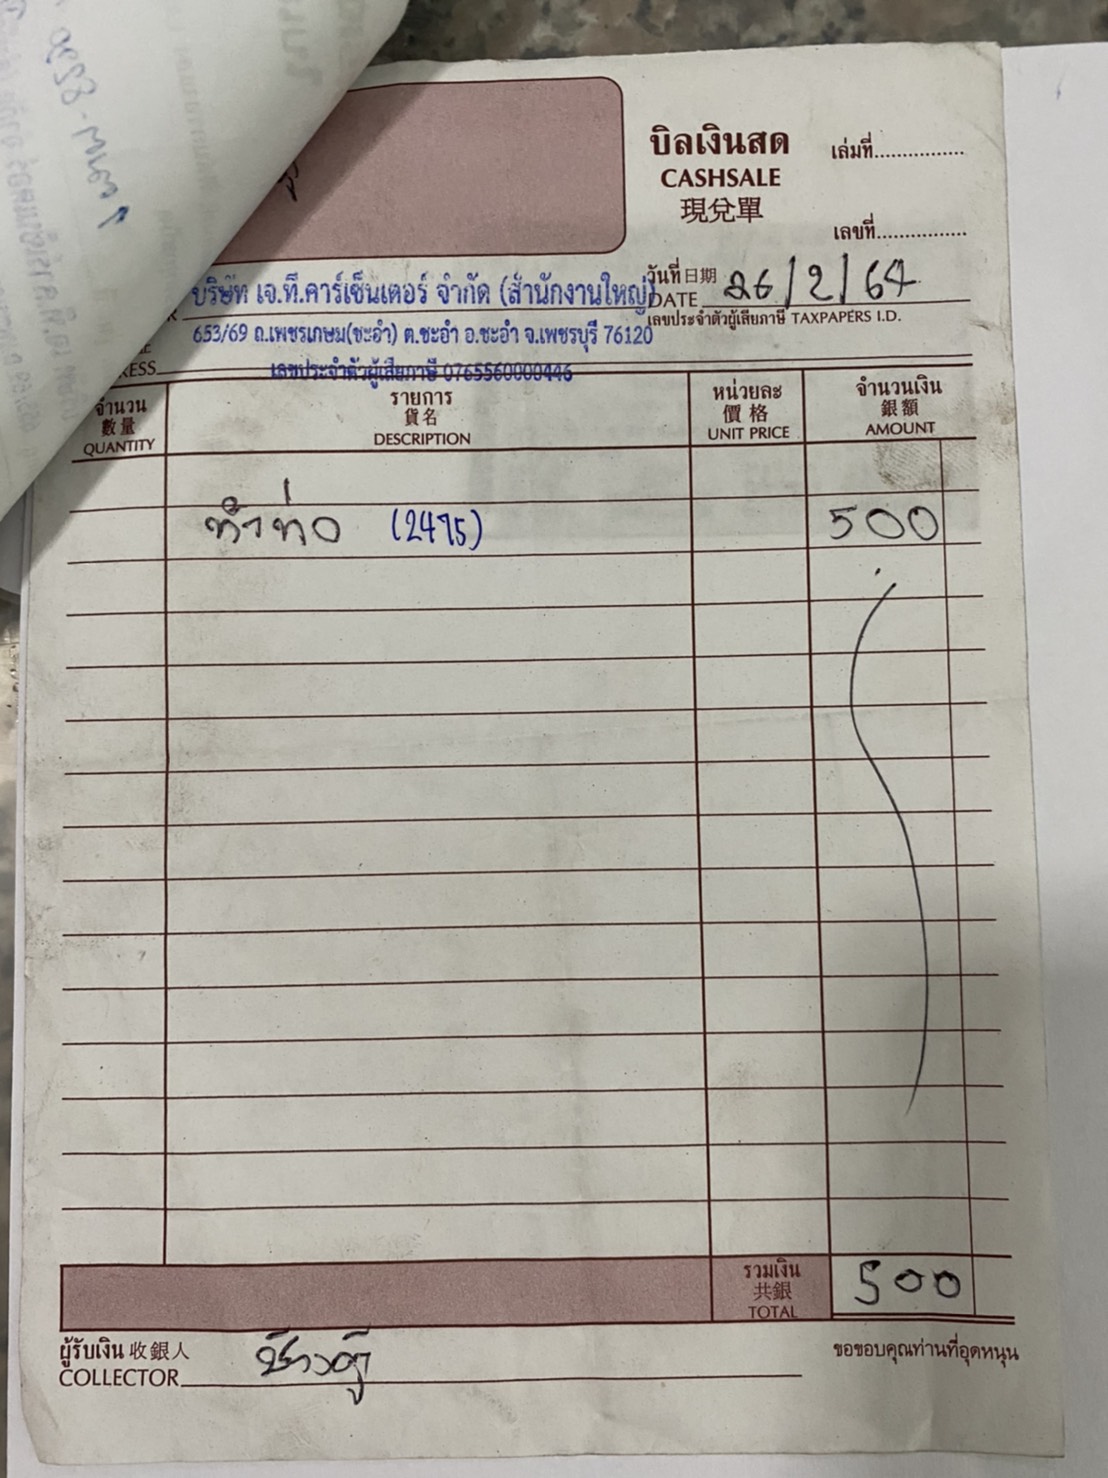 บิลเงินสด
CASHSALE
現兌單
เล่มที่................
เลขที่................
วันที่ 日期 26/2/67
DATE
เลขประจำตัวผู้เสียภาษี TAXPAPERS I.D.
บริษัท เจ.ที.คาร์เซ็นเตอร์ จำกัด (สำนักงานใหญ่)
653/69 ถ.เพชรเกษม(ชะอำ) ต.ชะอำ อ.ชะอำ จ.เพชรบุรี 76120
เลขประจำตัวผู้เสียภาษี 0765560000446
จำนวน
數量
QUANTITY
รายการ
貨名
DESCRIPTION
หน่วยละ
價格
UNIT PRICE
จำนวนเงิน
銀額
AMOUNT
ทำท่อ (2475) 500
รวมเงิน
共銀
TOTAL
500
ผู้รับเงิน 收銀人
COLLECTOR
ขอขอบคุณท่านที่อุดหนุน